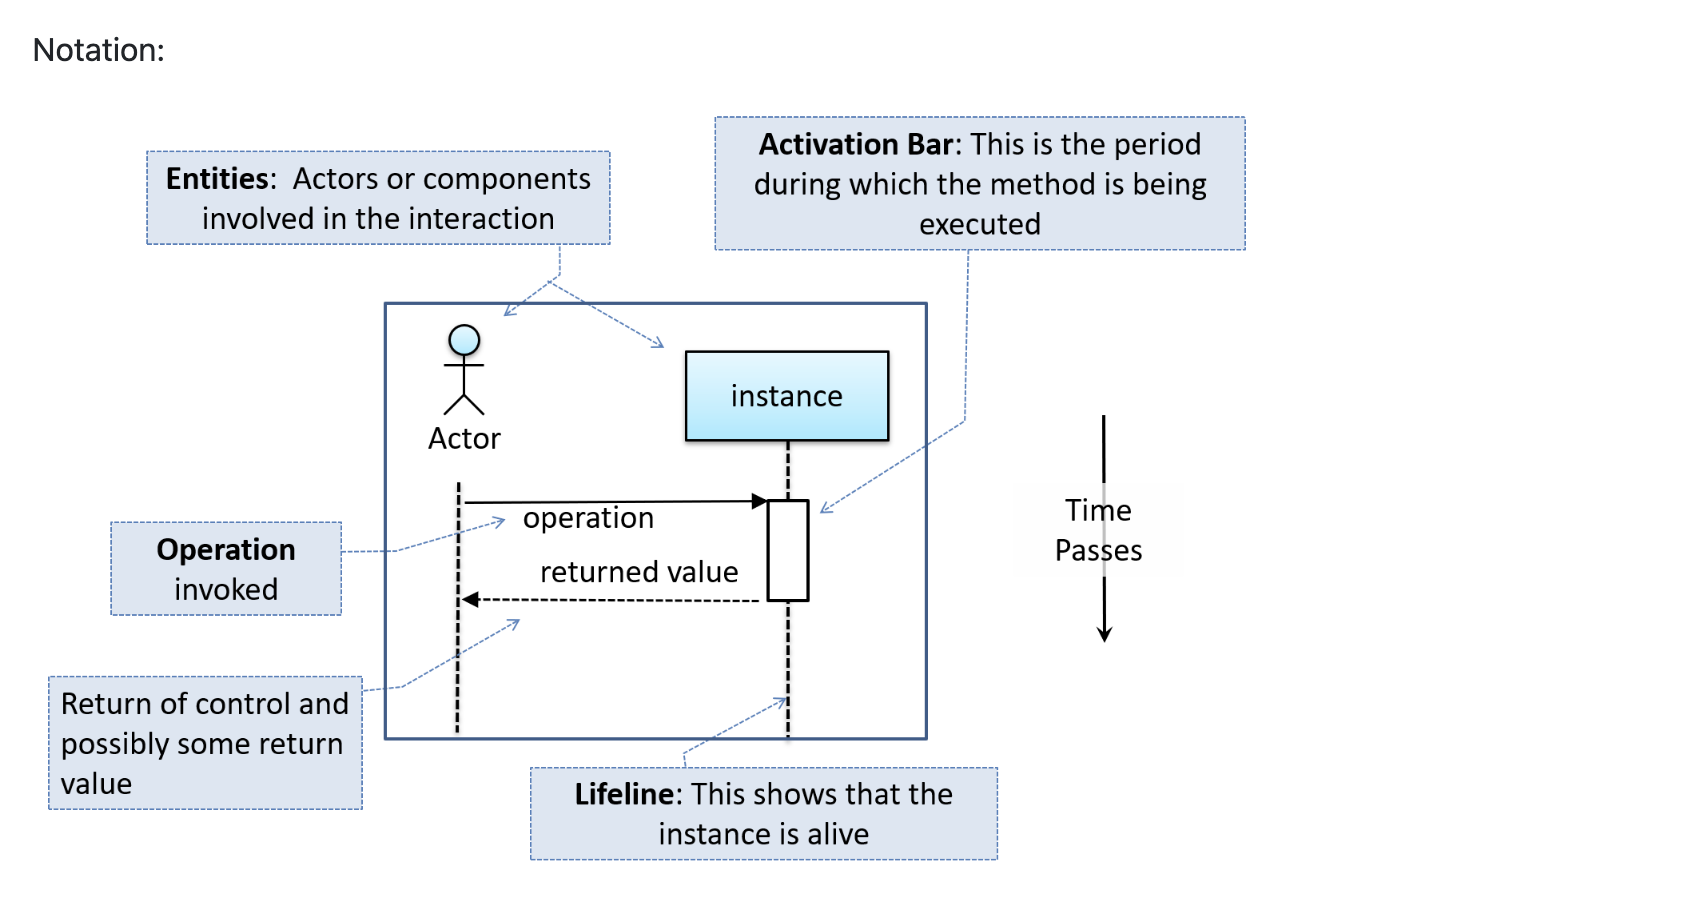 Notation:
Entities:  Actors or components
involved in the interaction
Activation Bar: This is the period
during which the method is being
executed
Actor
instance
operation
returned value
Time
Passes
Operation
invoked
Return of control and
possibly some return
value
Lifeline: This shows that the
instance is alive